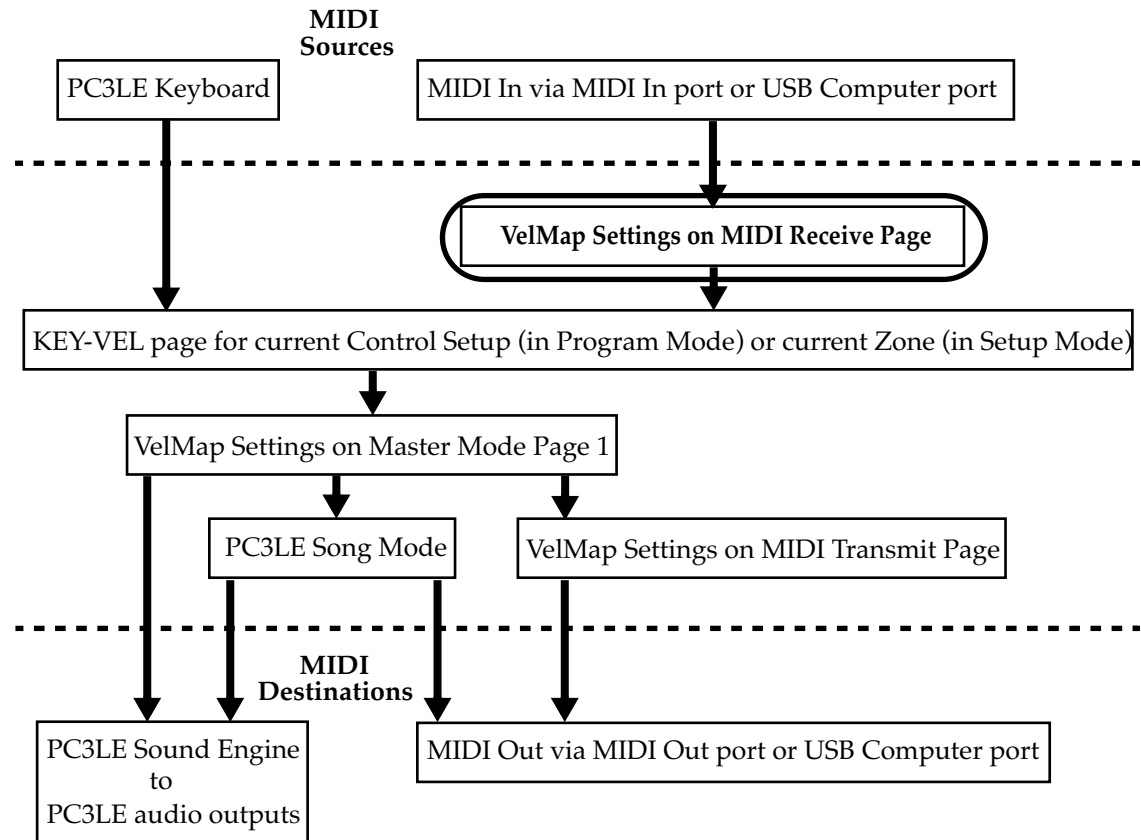 MIDI
Sources
PC3LE Keyboard
MIDI In via MIDI In port or USB Computer port
VelMap Settings on MIDI Receive Page
KEY-VEL page for current Control Setup (in Program Mode) or current Zone (in Setup Mode)
VelMap Settings on Master Mode Page 1
PC3LE Song Mode
VelMap Settings on MIDI Transmit Page
MIDI
Destinations
PC3LE Sound Engine
to
PC3LE audio outputs
MIDI Out via MIDI Out port or USB Computer port